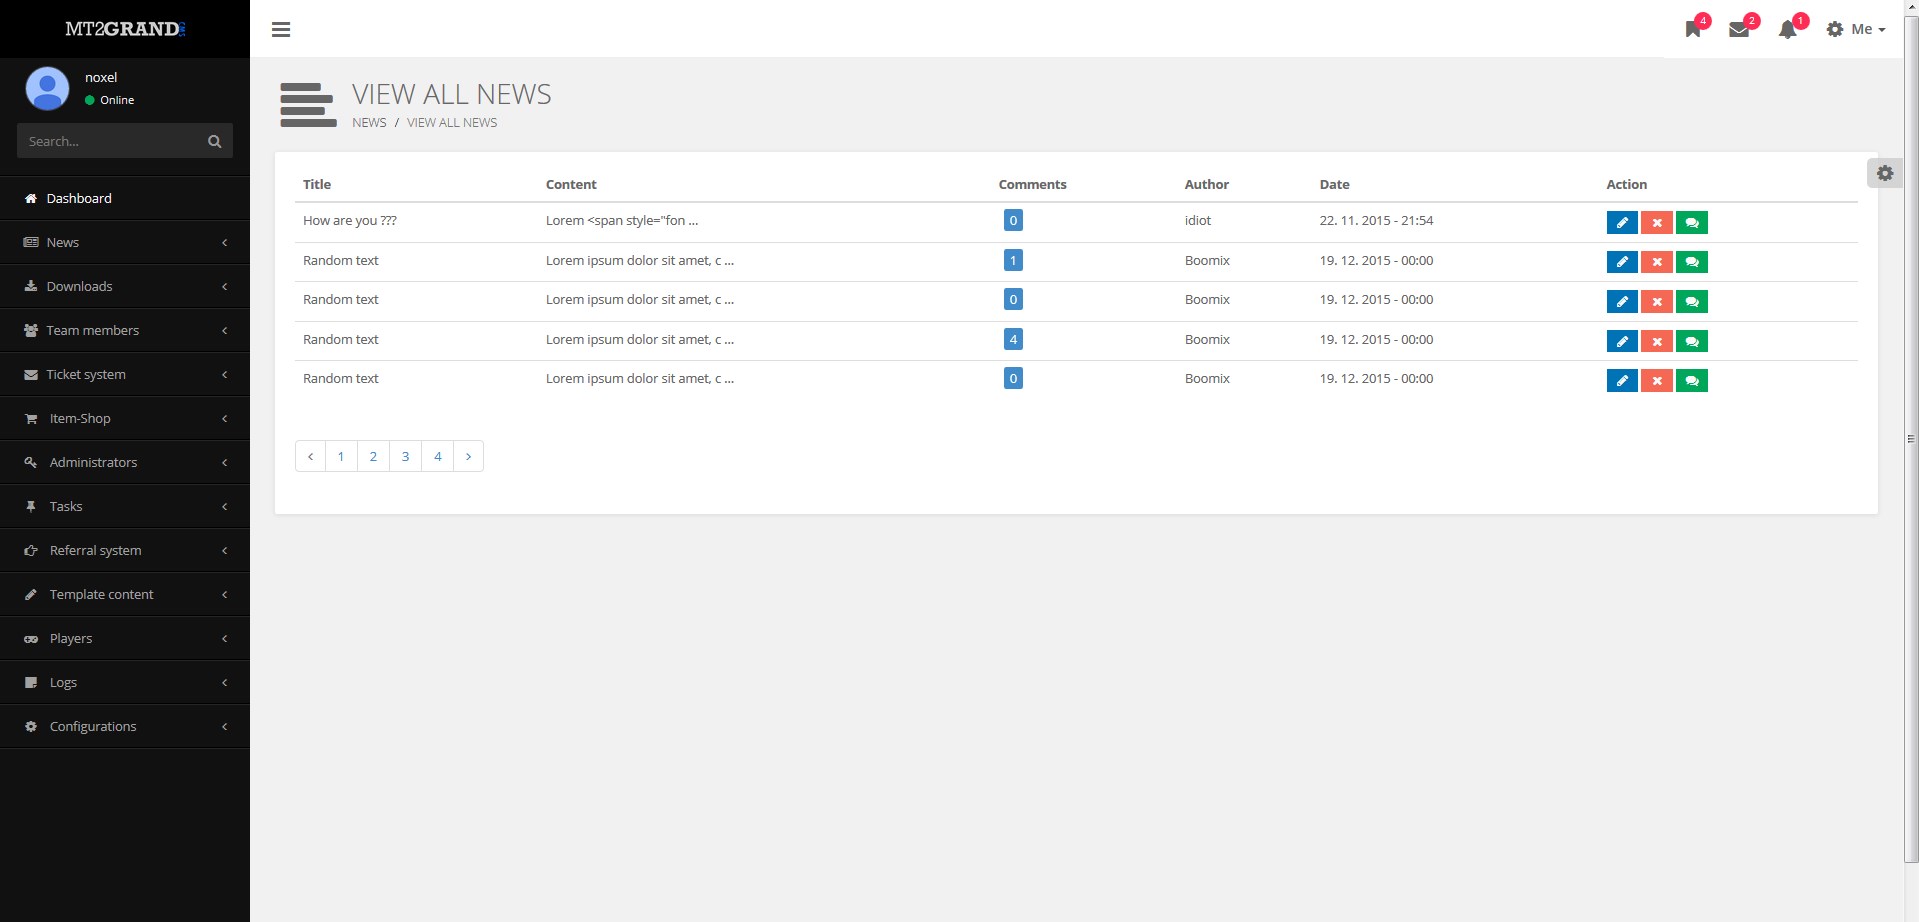 MT2GRAND
noxel
Online
Search...
Dashboard
News
Downloads
Team members
Ticket system
Item-Shop
Administrators
Tasks
Referral system
Template content
Players
Logs
Configurations
4 2 1 Me
VIEW ALL NEWS
NEWS / VIEW ALL NEWS
Title Content Comments Author Date Action
How are you ??? Lorem <span style="fon ... 0 idiot 22. 11. 2015 - 21:54
Random text Lorem ipsum dolor sit amet, c ... 1 Boomix 19. 12. 2015 - 00:00
Random text Lorem ipsum dolor sit amet, c ... 0 Boomix 19. 12. 2015 - 00:00
Random text Lorem ipsum dolor sit amet, c ... 4 Boomix 19. 12. 2015 - 00:00
Random text Lorem ipsum dolor sit amet, c ... 0 Boomix 19. 12. 2015 - 00:00
‹ 1 2 3 4 ›